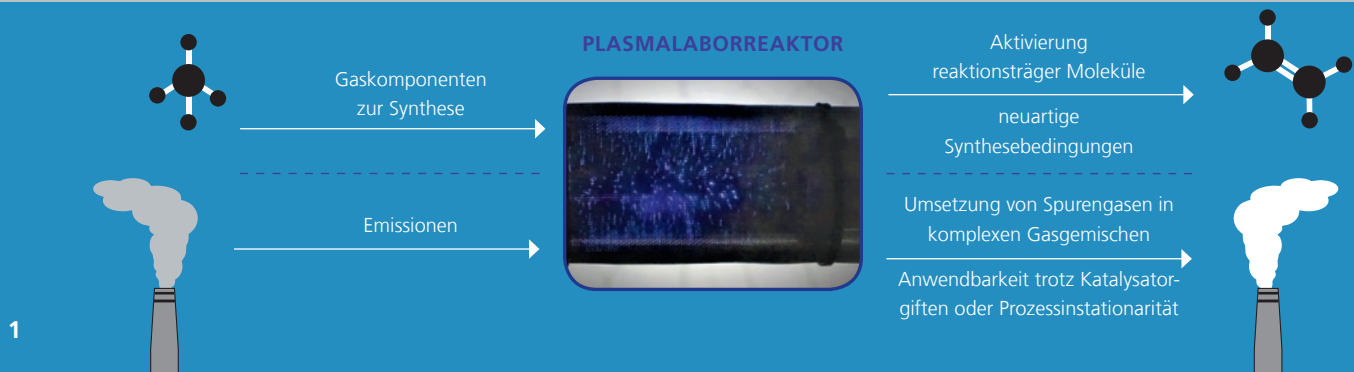 PLASMALABORREAKTOR
Gaskomponenten
zur Synthese
Aktivierung
reaktionsträger Moleküle
neuartige
Synthesebedingungen
Emissionen
Umsetzung von Spurengasen in
komplexen Gasgemischen
Anwendbarkeit trotz Katalysator-
giften oder Prozessinstationarität
1